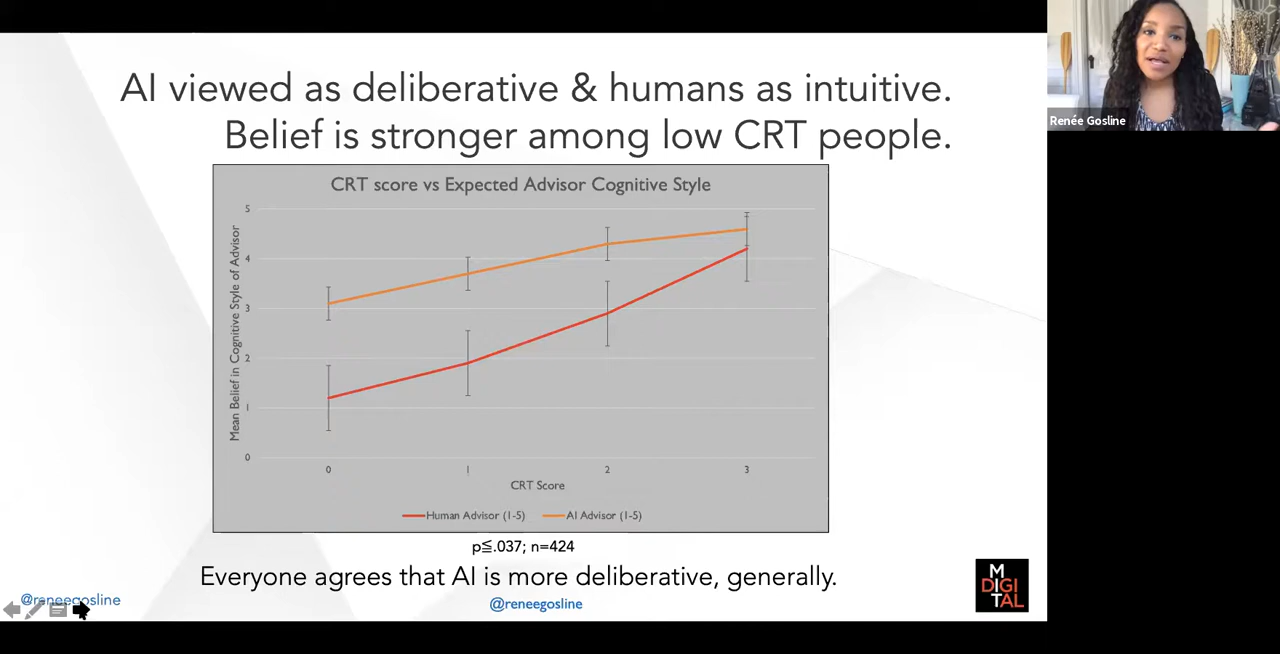 AI viewed as deliberative & humans as intuitive.
Belief is stronger among low CRT people.
Renée Gosline
CRT score vs Expected Advisor Cognitive Style
Mean Belief in Cognitive Style of Advisor
5
4
3
2
1
0
0 1 2 3
CRT Score
Human Advisor (1-5) AI Advisor (1-5)
p≦.037; n=424
Everyone agrees that AI is more deliberative, generally.
@reneegosline
@reneegosline
M
DIGI
TAL